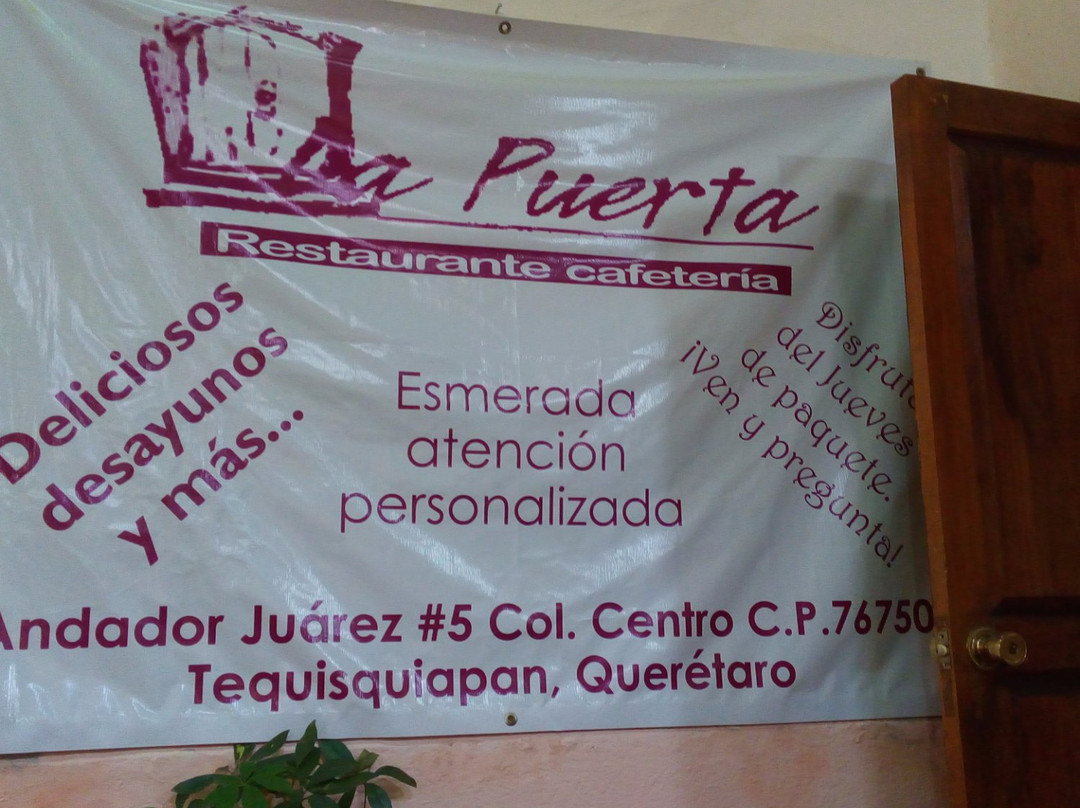 La Puerta
Restaurante cafetería
Deliciosos
desayunos
y más...
Esmerada
atención
personalizada
Disfruta
del Jueves
de paquete.
¡Ven y pregunta!
Andador Juárez #5 Col. Centro C.P.76750
Tequisquiapan, Querétaro